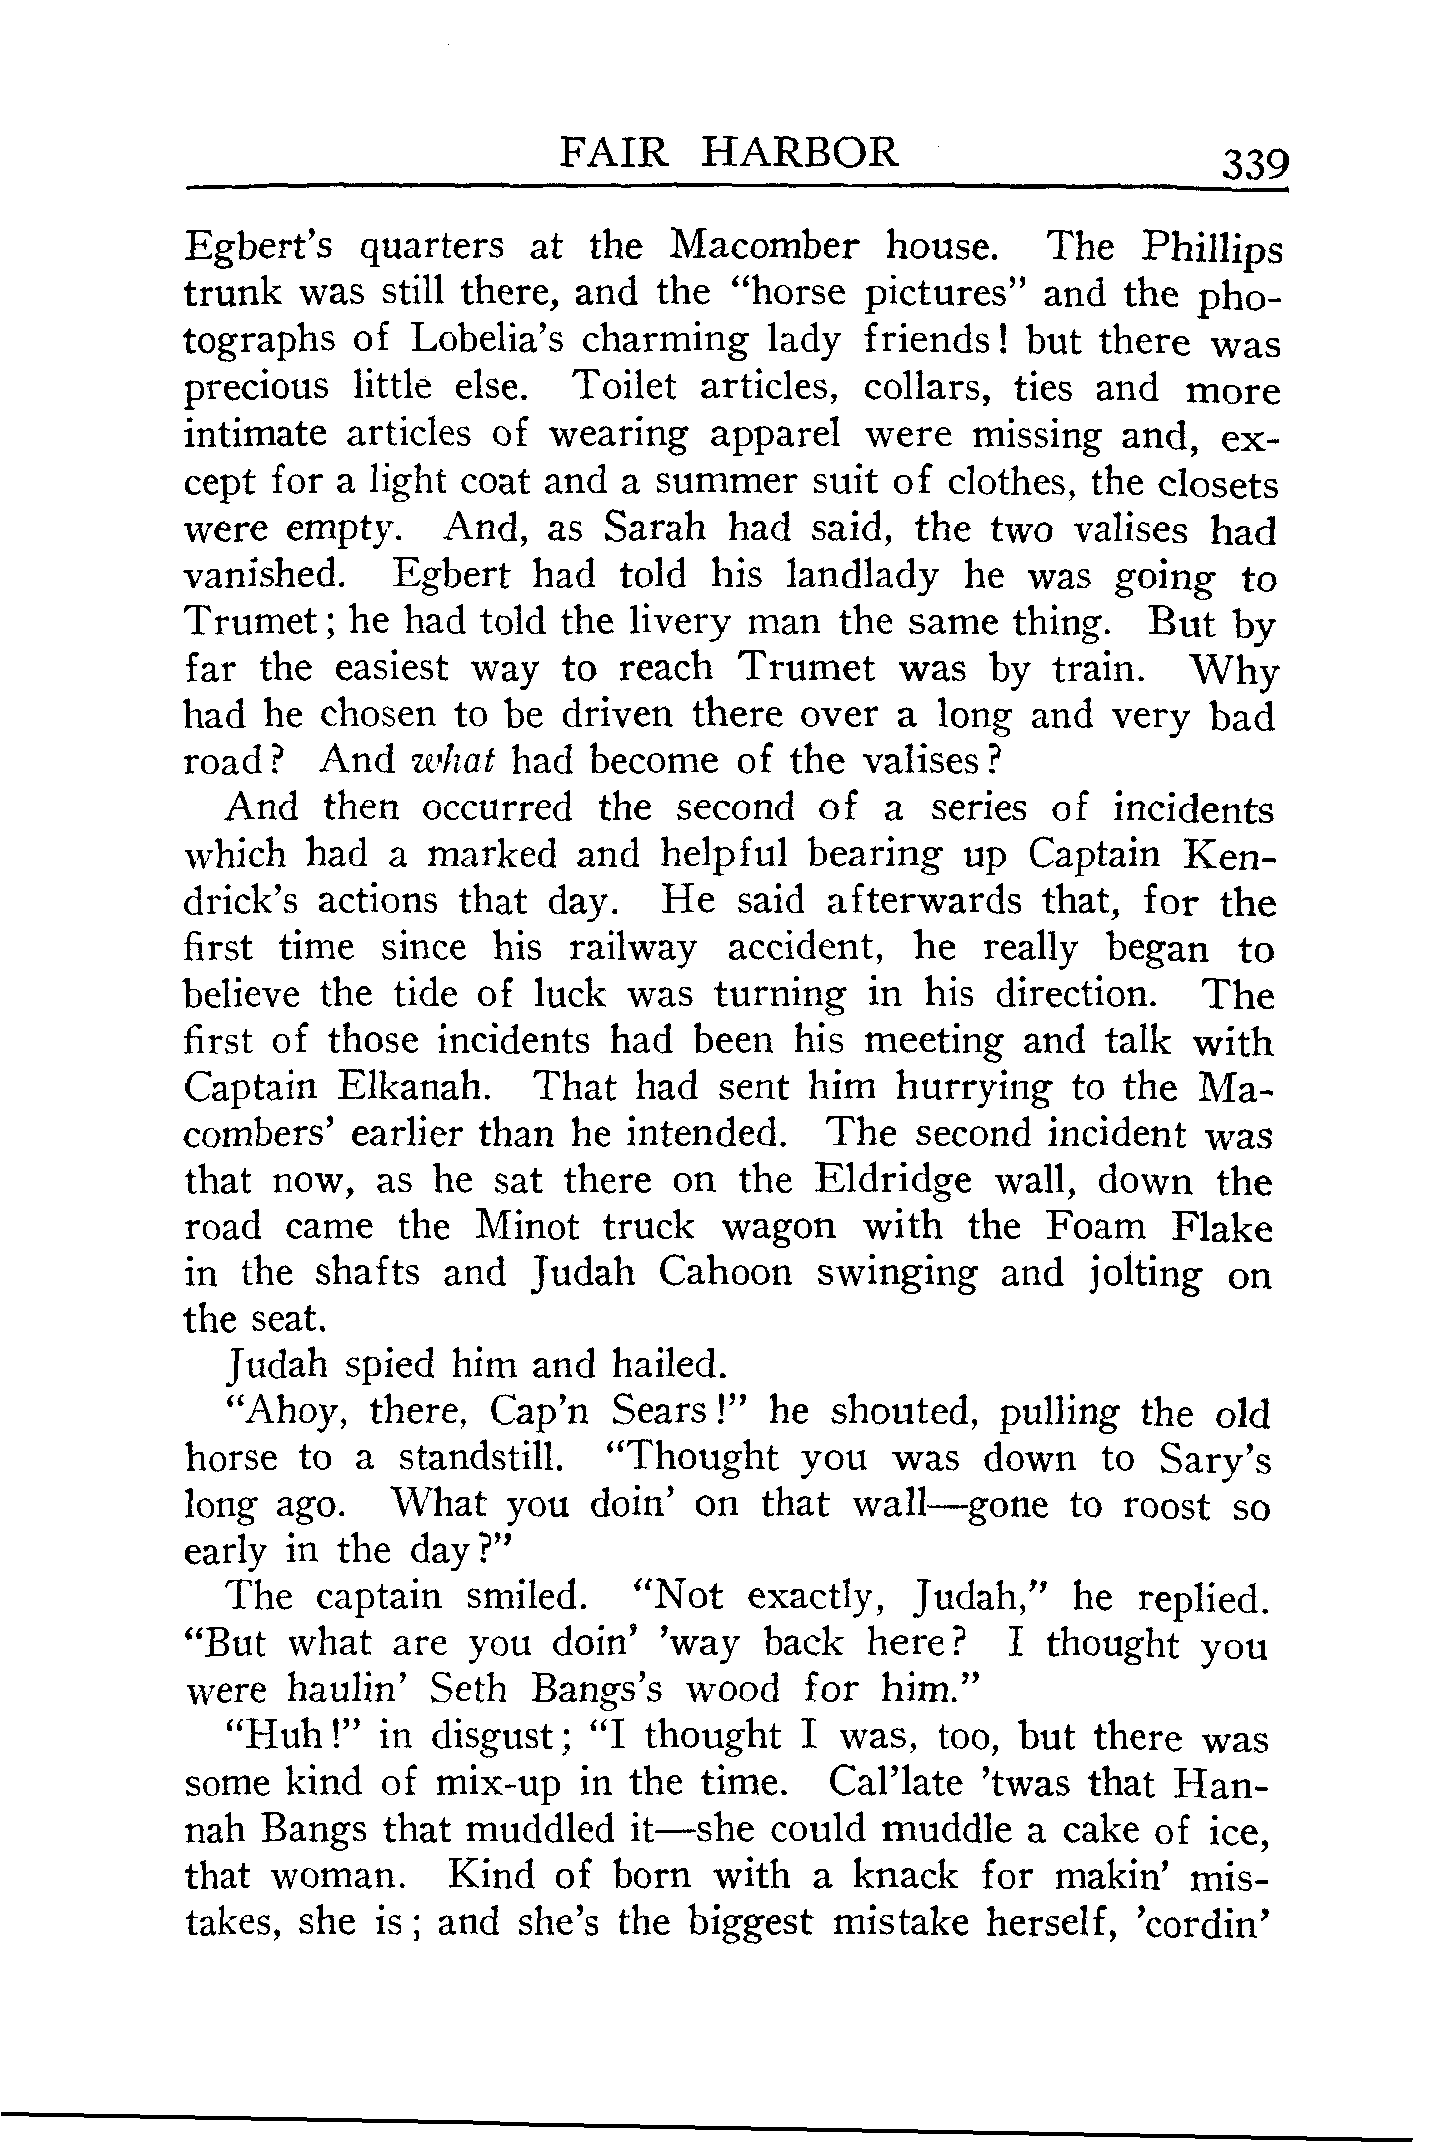 FAIR HARBOR 339
Egbert's quarters at the Macomber house. The Phillips
trunk was still there, and the “horse pictures” and the pho-
tographs of Lobelia's charming lady friends! but there was
precious little else. Toilet articles, collars, ties and more
intimate articles of wearing apparel were missing and, ex-
cept for a light coat and a summer suit of clothes, the closets
were empty. And, as Sarah had said, the two valises had
vanished. Egbert had told his landlady he was going to
Trumet; he had told the livery man the same thing. But by
far the easiest way to reach Trumet was by train. Why
had he chosen to be driven there over a long and very bad
road? And what had become of the valises?
And then occurred the second of a series of incidents
which had a marked and helpful bearing up Captain Ken-
drick's actions that day. He said afterwards that, for the
first time since his railway accident, he really began to
believe the tide of luck was turning in his direction. The
first of those incidents had been his meeting and talk with
Captain Elkanah. That had sent him hurrying to the Ma-
combers' earlier than he intended. The second incident was
that now, as he sat there on the Eldridge wall, down the
road came the Minot truck wagon with the Foam Flake
in the shafts and Judah Cahoon swinging and jolting on
the seat.
Judah spied him and hailed.
“Ahoy, there, Cap'n Sears!” he shouted, pulling the old
horse to a standstill. “Thought you was down to Sary's
long ago. What you doin' on that wall—gone to roost so
early in the day?”
The captain smiled. “Not exactly, Judah,” he replied.
“But what are you doin' 'way back here? I thought you
were haulin' Seth Bangs's wood for him.”
“Huh!” in disgust; “I thought I was, too, but there was
some kind of mix-up in the time. Cal'late 'twas that Han-
nah Bangs that muddled it—she could muddle a cake of ice,
that woman. Kind of born with a knack for makin' mis-
takes, she is; and she's the biggest mistake herself, 'cordin'